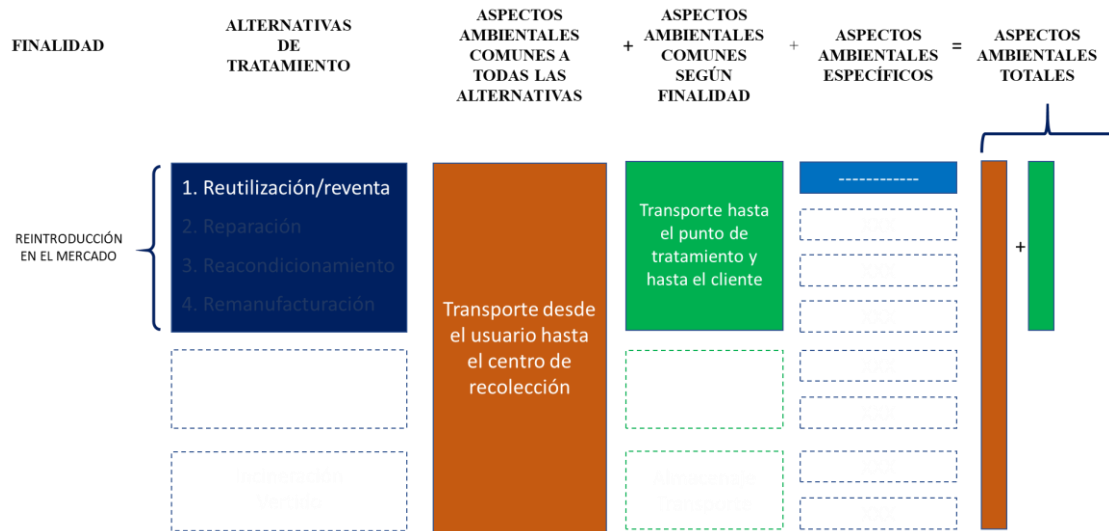 FINALIDAD
ALTERNATIVAS
DE
TRATAMIENTO
ASPECTOS
AMBIENTALES
COMUNES A
TODAS LAS
ALTERNATIVAS
+
ASPECTOS
AMBIENTALES
COMUNES
SEGÚN
FINALIDAD
+
ASPECTOS
AMBIENTALES
ESPECÍFICOS
=
ASPECTOS
AMBIENTALES
TOTALES
REINTRODUCCIÓN
EN EL MERCADO
1. Reutilización/reventa
2. Reparación
3. Reacondicionamiento
4. Remanufacturación
Transporte desde
el usuario hasta
el centro de
recolección
Transporte hasta
el punto de
tratamiento y
hasta el cliente
------------
+